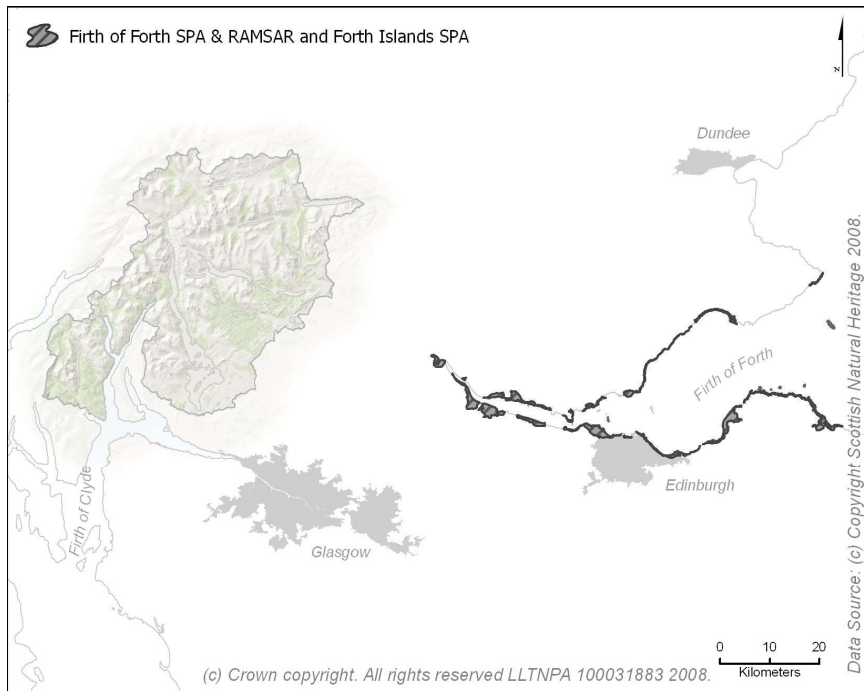 Firth of Forth SPA & RAMSAR and Forth Islands SPA
z
Dundee
Firth of Forth
Edinburgh
Firth of Clyde
Glasgow
0 10 20
Kilometers
(c) Crown copyright. All rights reserved LLTNPA 100031883 2008.
Data Source: (c) Copyright Scottish Natural Heritage 2008.